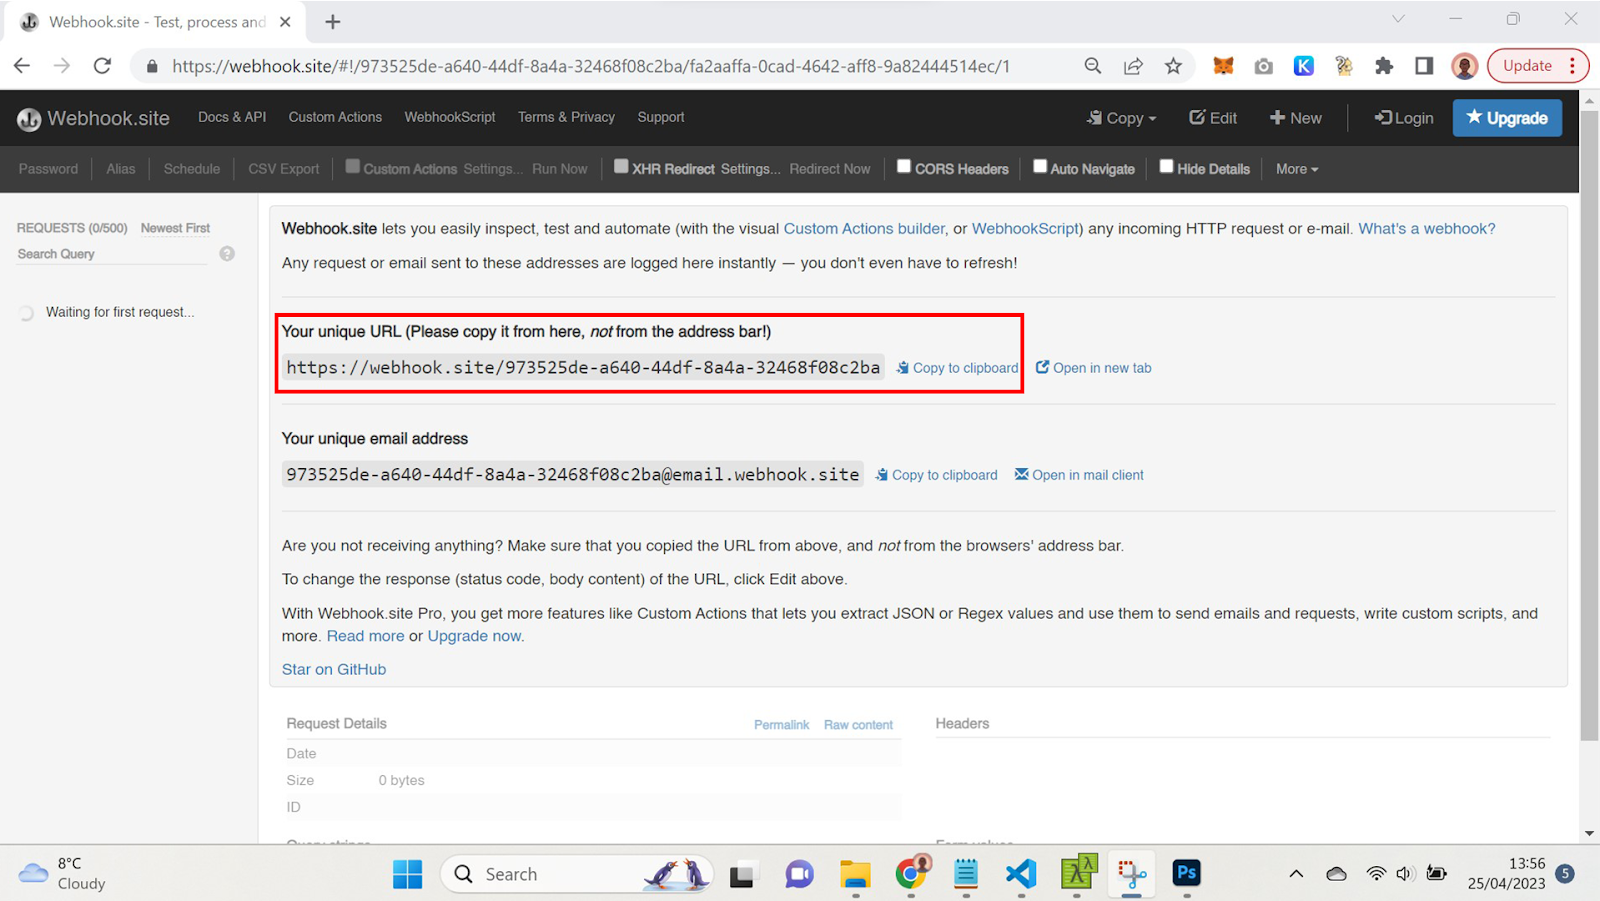 Webhook.site - Test, process and
https://webhook.site/#!/973525de-a640-44df-8a4a-32468f08c2ba/fa2aaffa-0cad-4642-aff8-9a82444514ec/1
K
Update
Webhook.site Docs & API Custom Actions WebhookScript Terms & Privacy Support Copy Edit New Login Upgrade
Password Alias Schedule CSV Export Custom Actions Settings... Run Now XHR Redirect Settings... Redirect Now CORS Headers Auto Navigate Hide Details More
REQUESTS (0/500) Newest First
Search Query ?
Waiting for first request...
Webhook.site lets you easily inspect, test and automate (with the visual Custom Actions builder, or WebhookScript) any incoming HTTP request or e-mail. What's a webhook?
Any request or email sent to these addresses are logged here instantly — you don't even have to refresh!
Your unique URL (Please copy it from here, not from the address bar!)
https://webhook.site/973525de-a640-44df-8a4a-32468f08c2ba Copy to clipboard Open in new tab
Your unique email address
973525de-a640-44df-8a4a-32468f08c2ba@email.webhook.site Copy to clipboard Open in mail client
Are you not receiving anything? Make sure that you copied the URL from above, and not from the browsers' address bar.
To change the response (status code, body content) of the URL, click Edit above.
With Webhook.site Pro, you get more features like Custom Actions that lets you extract JSON or Regex values and use them to send emails and requests, write custom scripts, and
more. Read more or Upgrade now.
Star on GitHub
Request Details Permalink Raw content Headers
Date
Size 0 bytes
ID
Query strings Form values
8°C
Cloudy
Search
λλ
Ps
13:56
25/04/2023
5